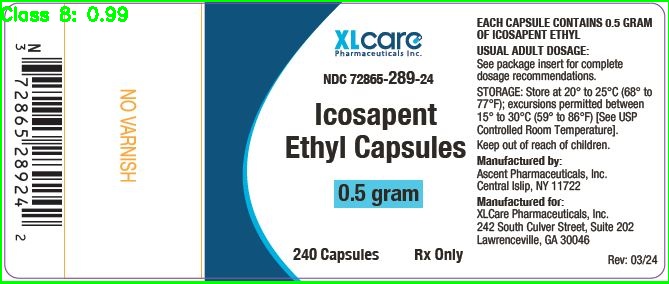 Class 8: 0.99
N
3
72865 28924
2
NO VARNISH
XLcare
Pharmaceuticals Inc.
NDC 72865-289-24
Icosapent
Ethyl Capsules
0.5 gram
240 Capsules Rx Only
EACH CAPSULE CONTAINS 0.5 GRAM
OF ICOSAPENT ETHYL
USUAL ADULT DOSAGE:
See package insert for complete
dosage recommendations.
STORAGE: Store at 20° to 25°C (68° to
77°F); excursions permitted between
15° to 30°C (59° to 86°F) [See USP
Controlled Room Temperature].
Keep out of reach of children.
Manufactured by:
Ascent Pharmaceuticals, Inc.
Central Islip, NY 11722
Manufactured for:
XLCare Pharmaceuticals, Inc.
242 South Culver Street, Suite 202
Lawrenceville, GA 30046
Rev: 03/24